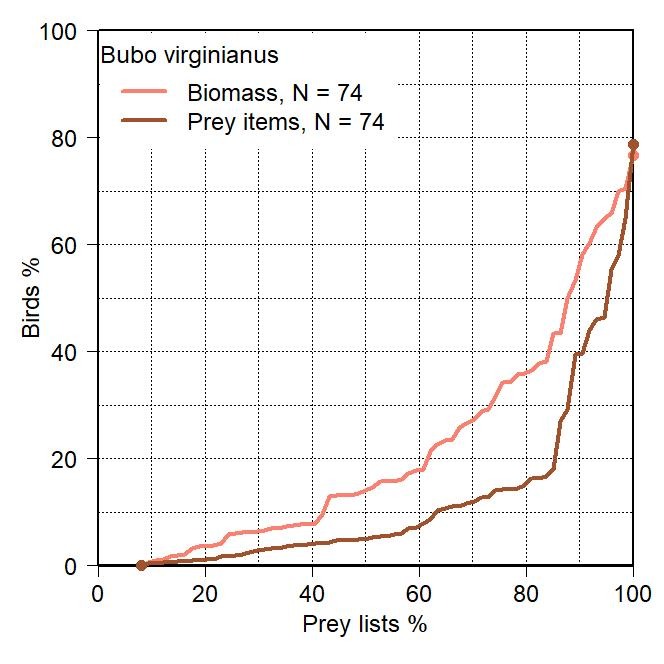 Bubo virginianus
Biomass, N = 74
Prey items, N = 74
100
80
60
40
20
0
Birds %
0 20 40 60 80 100
Prey lists %